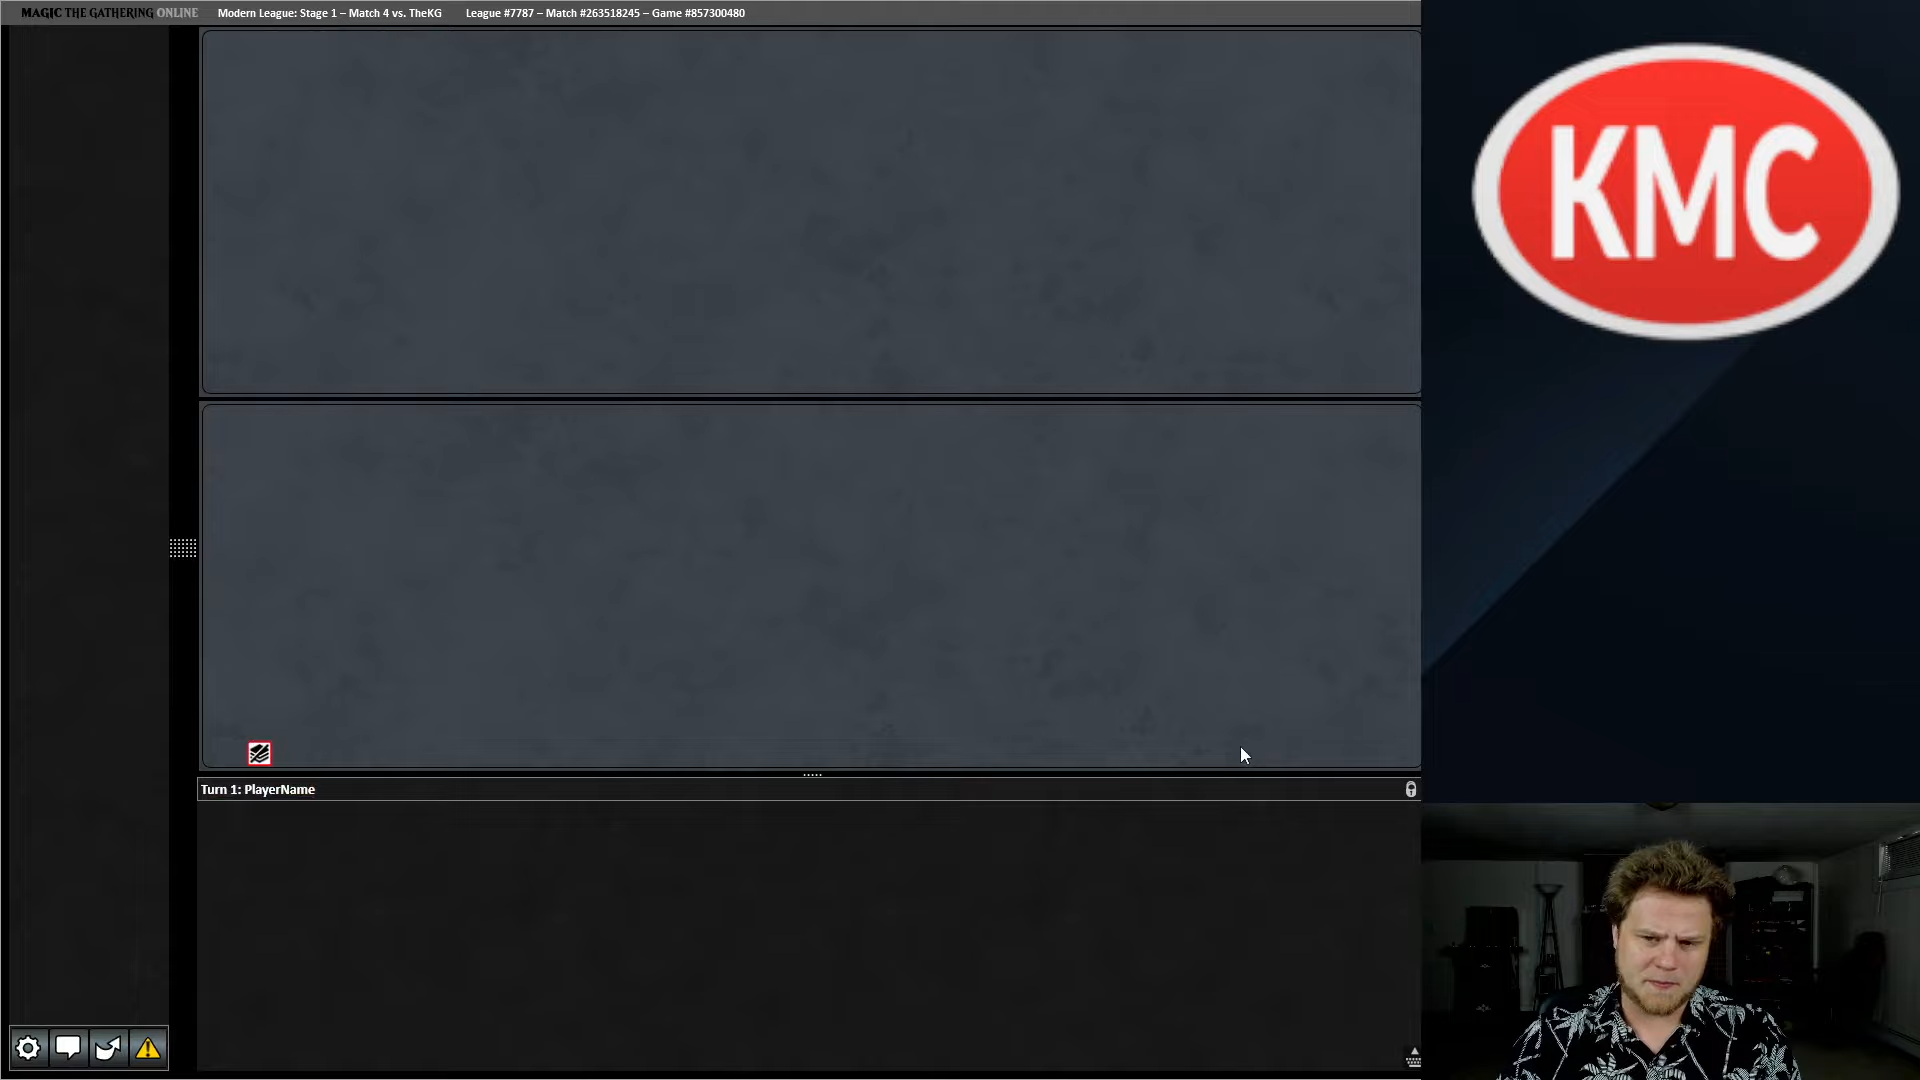 MAGIC THE GATHERING ONLINE Modern League: Stage 1 – Match 4 vs. TheKG League #7787 – Match #263518245 – Game #857300480
KMC
Turn 1: PlayerName